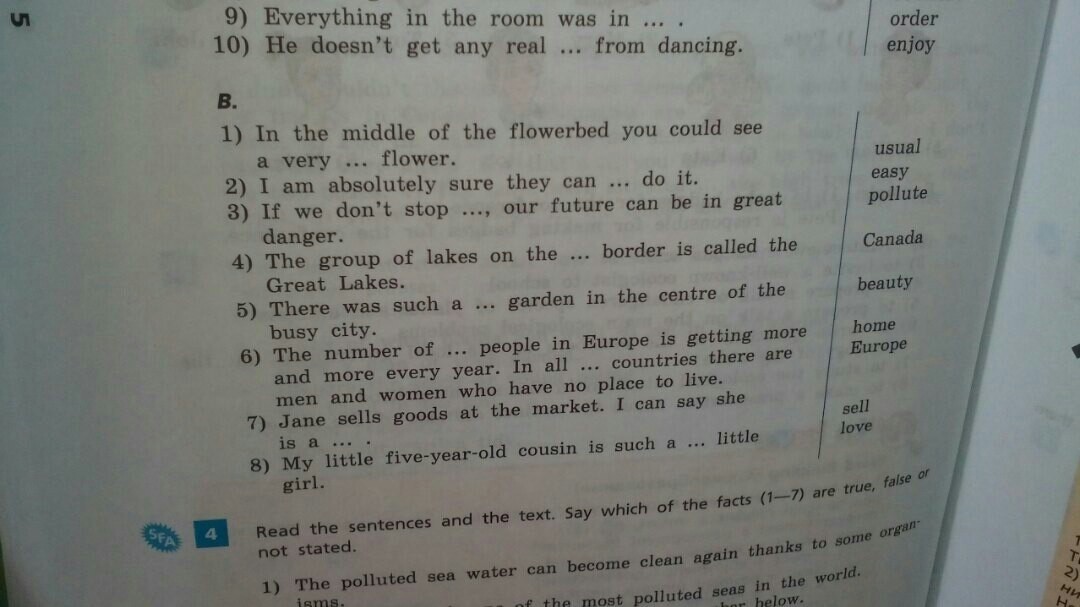 5
9) Everything in the room was in ... .
order
10) He doesn't get any real ... from dancing.
enjoy
B.
1) In the middle of the flowerbed you could see
a very ... flower.
usual
2) I am absolutely sure they can ... do it.
easy
3) If we don't stop ..., our future can be in great
danger.
pollute
4) The group of lakes on the ... border is called the
Great Lakes.
Canada
5) There was such a ... garden in the centre of the
busy city.
beauty
6) The number of ... people in Europe is getting more
and more every year. In all ... countries there are
men and women who have no place to live.
home
Europe
7) Jane sells goods at the market. I can say she
is a ... .
sell
8) My little five-year-old cousin is such a ... little
girl.
love
SFA
4
Read the sentences and the text. Say which of the facts (1—7) are true, false or
not stated.
1) The polluted sea water can become clean again thanks to some organ-
isms.
of the most polluted seas in the world.
below.
2)